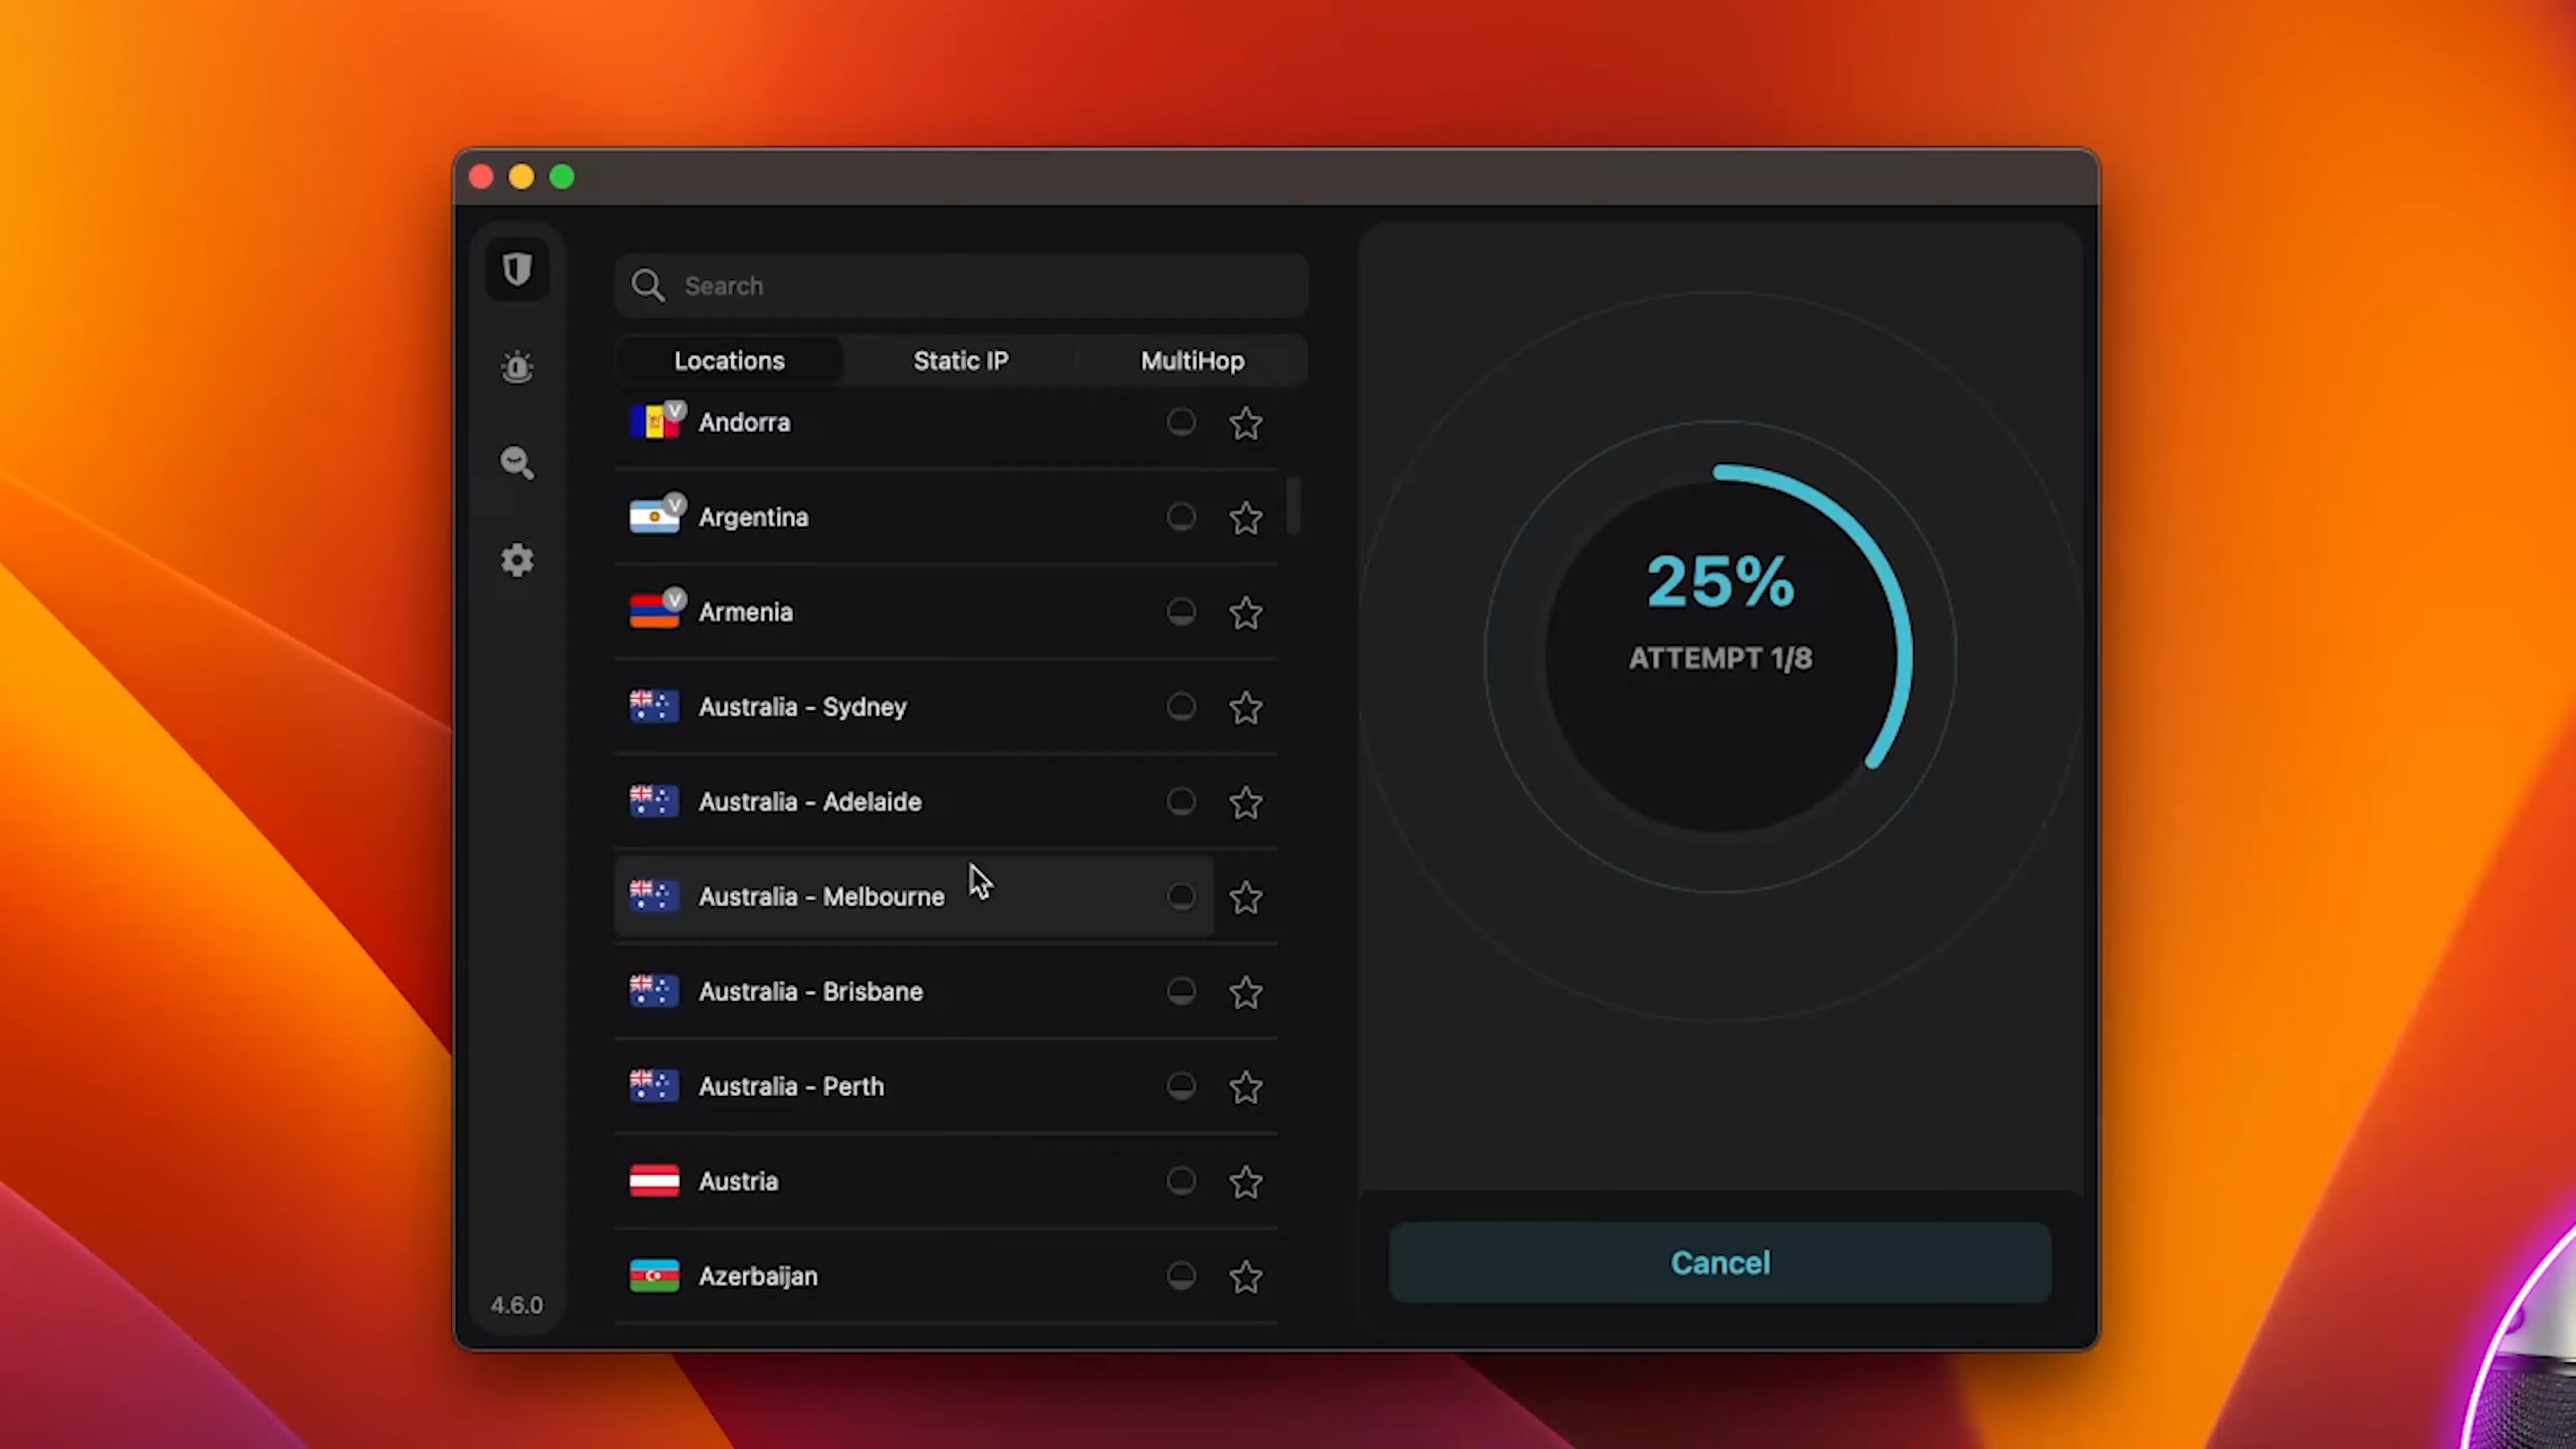 Search
Locations
Static IP
MultiHop
V
Andorra
V
Argentina
V
Armenia
Australia - Sydney
Australia - Adelaide
Australia - Melbourne
Australia - Brisbane
Australia - Perth
Austria
Azerbaijan
4.6.0
25%
ATTEMPT 1/8
Cancel